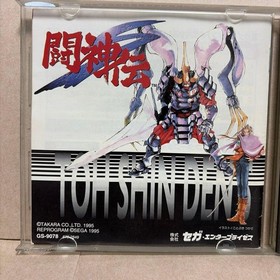 闘神伝
TOH SHIN DEN
©TAKARA CO.,LTD. 1995
REPROGRAM ©SEGA 1995
GS-9078
株式会社 セガ・エンタープライゼス